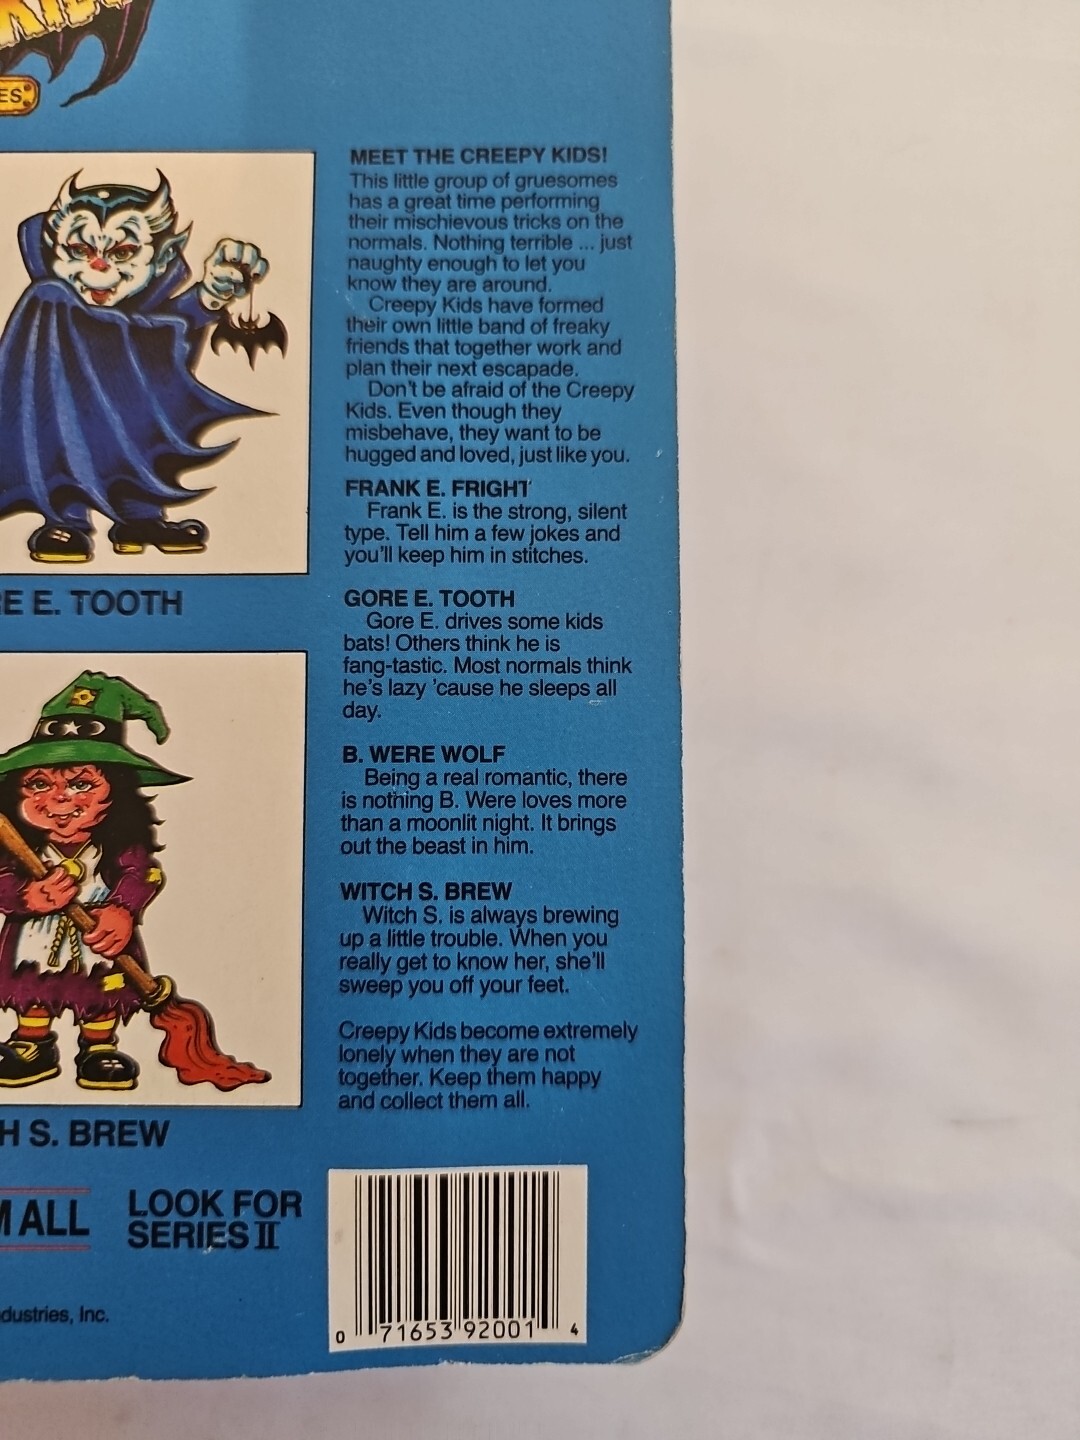 ES
MEET THE CREEPY KIDS!
This little group of gruesomes
has a great time performing
their mischievous tricks on the
normals. Nothing terrible ... just
naughty enough to let you
know they are around.
Creepy Kids have formed
their own little band of freaky
friends that together work and
plan their next escapade.
Don't be afraid of the Creepy
Kids. Even though they
misbehave, they want to be
hugged and loved, just like you.
FRANK E. FRIGHT
Frank E. is the strong, silent
type. Tell him a few jokes and
you'll keep him in stitches.
GORE E. TOOTH
Gore E. drives some kids
bats! Others think he is
fang-tastic. Most normals think
he's lazy 'cause he sleeps all
day.
B. WERE WOLF
Being a real romantic, there
is nothing B. Were loves more
than a moonlit night. It brings
out the beast in him.
WITCH S. BREW
Witch S. is always brewing
up a little trouble. When you
really get to know her, she'll
sweep you off your feet.
Creepy Kids become extremely
lonely when they are not
together. Keep them happy
and collect them all.
RE E. TOOTH
H S. BREW
M ALL
LOOK FOR
SERIES II
dustries, Inc.
0 71653 92001 4